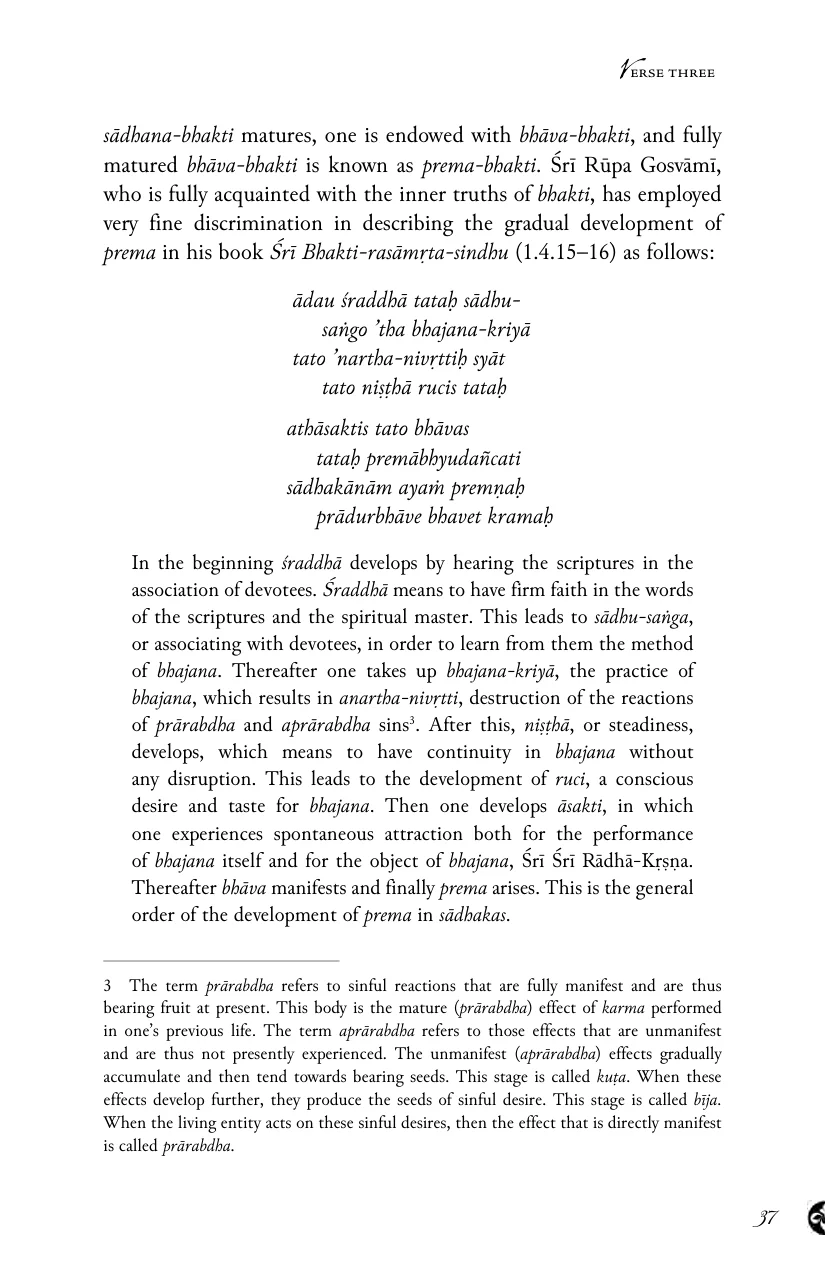 VERSE THREE
sādhana-bhakti matures, one is endowed with bhāva-bhakti, and fully
matured bhāva-bhakti is known as prema-bhakti. Śrī Rūpa Gosvāmī,
who is fully acquainted with the inner truths of bhakti, has employed
very fine discrimination in describing the gradual development of
prema in his book Śrī Bhakti-rasāmṛta-sindhu (1.4.15–16) as follows:
ādau śraddhā tataḥ sādhu-
saṅgo ’tha bhajana-kriyā
tato ’nartha-nivṛttiḥ syāt
tato niṣṭhā rucis tataḥ
athāsaktis tato bhāvas
tataḥ premābhyudañcati
sādhakānām ayaṁ premṇaḥ
prādurbhāve bhavet kramaḥ
In the beginning śraddhā develops by hearing the scriptures in the
association of devotees. Śraddhā means to have firm faith in the words
of the scriptures and the spiritual master. This leads to sādhu-saṅga,
or associating with devotees, in order to learn from them the method
of bhajana. Thereafter one takes up bhajana-kriyā, the practice of
bhajana, which results in anartha-nivṛtti, destruction of the reactions
of prārabdha and aprārabdha sins³. After this, niṣṭhā, or steadiness,
develops, which means to have continuity in bhajana without
any disruption. This leads to the development of ruci, a conscious
desire and taste for bhajana. Then one develops āsakti, in which
one experiences spontaneous attraction both for the performance
of bhajana itself and for the object of bhajana, Śrī Śrī Rādhā-Kṛṣṇa.
Thereafter bhāva manifests and finally prema arises. This is the general
order of the development of prema in sādhakas.
3 The term prārabdha refers to sinful reactions that are fully manifest and are thus
bearing fruit at present. This body is the mature (prārabdha) effect of karma performed
in one’s previous life. The term aprārabdha refers to those effects that are unmanifest
and are thus not presently experienced. The unmanifest (aprārabdha) effects gradually
accumulate and then tend towards bearing seeds. This stage is called kuṭa. When these
effects develop further, they produce the seeds of sinful desire. This stage is called bīja.
When the living entity acts on these sinful desires, then the effect that is directly manifest
is called prārabdha.
37